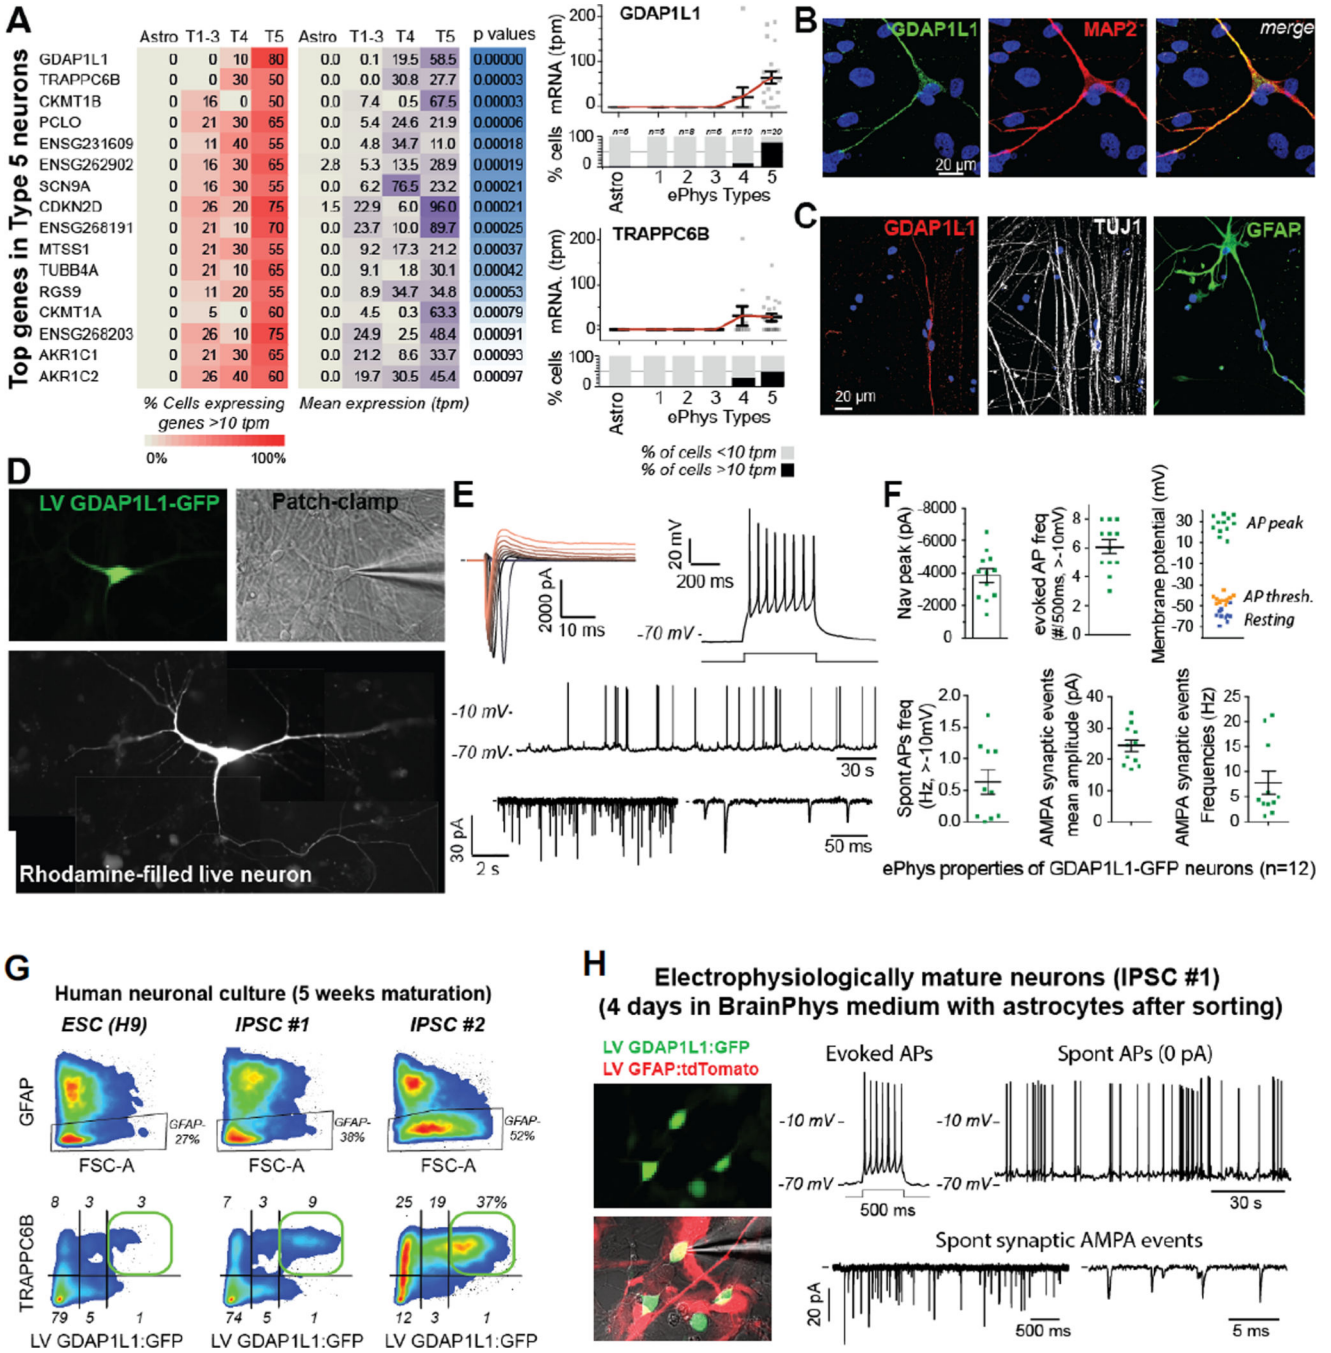 A
Top genes in Type 5 neurons
Astro T1-3 T4 T5 Astro T1-3 T4 T5 p values
GDAP1L1 0 0 10 80 0.0 0.1 19.5 58.5 0.00000
TRAPPC6B 0 0 30 50 0.0 0.0 30.8 27.7 0.00003
CKMT1B 0 16 0 50 0.0 7.4 0.5 67.5 0.00003
PCLO 0 21 30 65 0.0 5.4 24.6 21.9 0.00006
ENSG231609 0 11 40 55 0.0 4.8 34.7 11.0 0.00018
ENSG262902 0 16 30 65 2.8 5.3 13.5 28.9 0.00019
SCN9A 0 16 30 55 0.0 6.2 76.5 23.2 0.00021
CDKN2D 0 26 20 75 1.5 22.9 6.0 96.0 0.00021
ENSG268191 0 21 10 70 0.0 23.7 10.0 89.7 0.00025
MTSS1 0 21 30 55 0.0 9.2 17.3 21.2 0.00037
TUBB4A 0 21 10 65 0.0 9.1 1.8 30.1 0.00042
RGS9 0 11 20 55 0.0 8.9 34.7 34.8 0.00053
CKMT1A 0 5 0 60 0.0 4.5 0.3 63.3 0.00079
ENSG268203 0 26 10 75 0.0 24.9 2.5 48.4 0.00091
AKR1C1 0 21 30 65 0.0 21.2 8.6 33.7 0.00093
AKR1C2 0 26 40 60 0.0 19.7 30.5 45.4 0.00097
% Cells expressing
genes >10 tpm
0% 100%
Mean expression (tpm)
GDAP1L1
mRNA (tpm)
200
100
0
n=6 n=6 n=8 n=6 n=10 n=20
% cells
100
0
Astro 1 2 3 4 5
ePhys Types
TRAPPC6B
mRNA. (tpm)
200
100
0
% cells
100
0
Astro 1 2 3 4 5
ePhys Types
% of cells <10 tpm
% of cells >10 tpm
B
GDAP1L1
MAP2
merge
20 µm
C
GDAP1L1
TUJ1
GFAP
20 µm
D
LV GDAP1L1-GFP
Patch-clamp
Rhodamine-filled live neuron
E
2000 pA
10 ms
20 mV
200 ms
-70 mV
-10 mV
-70 mV
30 s
30 pA
2 s
50 ms
F
Nav peak (pA)
-8000
-6000
-4000
-2000
0
evoked AP freq
(#/500ms, >-10mV)
8
6
4
2
0
Membrane potential (mV)
30
10
-10
-30
-50
-70
AP peak
AP thresh.
Resting
Spont APs freq
(Hz, >-10mV)
2.0
1.5
1.0
0.5
0.0
AMPA synaptic events
mean amplitude (pA)
40
30
20
10
0
AMPA synaptic events
Frequencies (Hz)
25
20
15
10
5
0
ePhys properties of GDAP1L1-GFP neurons (n=12)
G
Human neuronal culture (5 weeks maturation)
ESC (H9) IPSC #1 IPSC #2
GFAP
GFAP-
27%
GFAP-
38%
GFAP-
52%
FSC-A FSC-A FSC-A
8 3 3 7 3 9 25 19 37%
TRAPPC6B
79 5 1 74 5 1 12 3 1
LV GDAP1L1:GFP LV GDAP1L1:GFP LV GDAP1L1:GFP
H
Electrophysiologically mature neurons (IPSC #1)
(4 days in BrainPhys medium with astrocytes after sorting)
LV GDAP1L1:GFP
LV GFAP:tdTomato
Evoked APs
-10 mV
-70 mV
500 ms
Spont APs (0 pA)
-10 mV
-70 mV
30 s
Spont synaptic AMPA events
20 pA
500 ms
5 ms